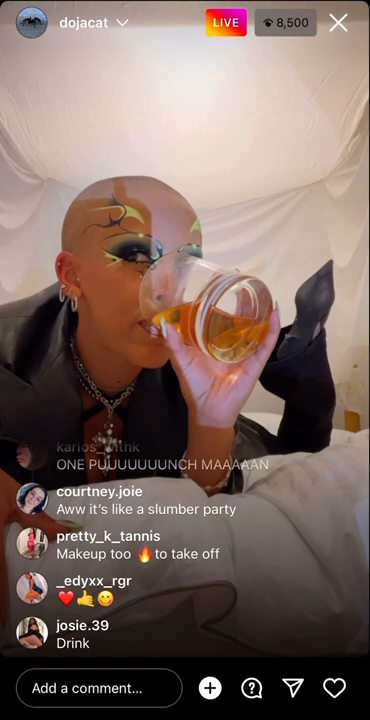 dojacat
LIVE
8,500
ONE PUUUUUUUNCH MAAAAAN
courtney.joie
Aww it's like a slumber party
pretty_k_tannis
Makeup too 🔥 to take off
_edyxx_rgr
❤️🤙😋
josie.39
Drink
Add a comment...